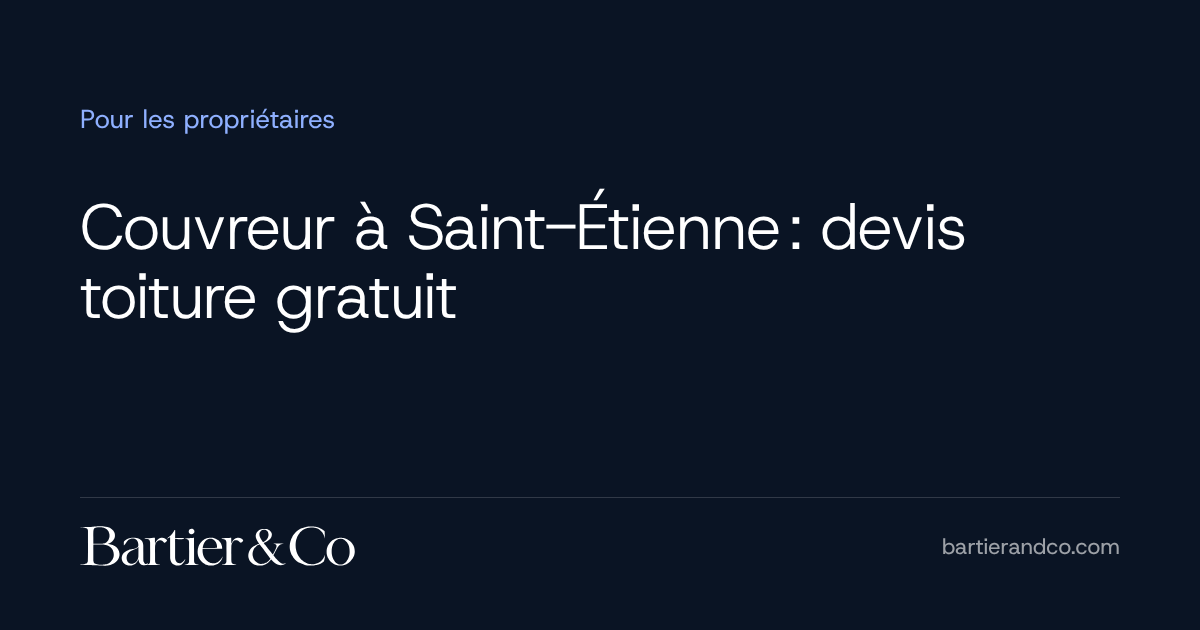 Pour les propriétaires
Couvreur à Saint-Étienne : devis
toiture gratuit
Bartier & Co
bartierandco.com